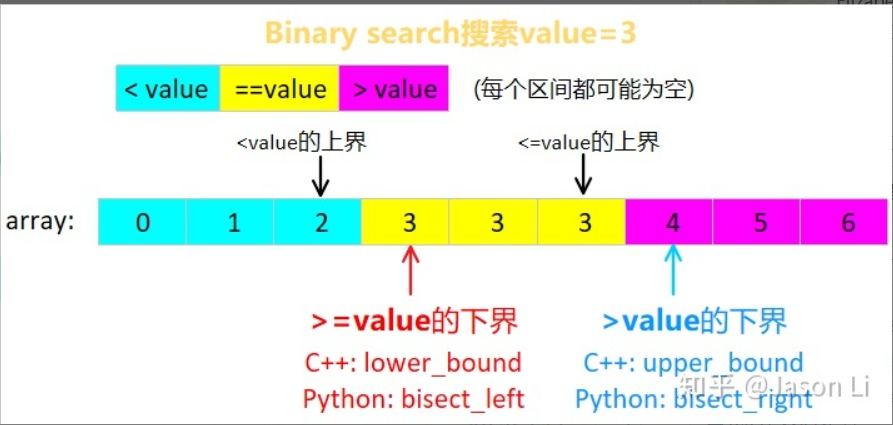 Binary search搜索value=3
< value ==value > value (每个区间都可能为空)
<value的上界 <=value的上界
array: 0 1 2 3 3 3 4 5 6
>=value的下界 >value的下界
C++: lower_bound C++: upper_bound
Python: bisect_left Python: bisect_right
知乎 @Jason Li